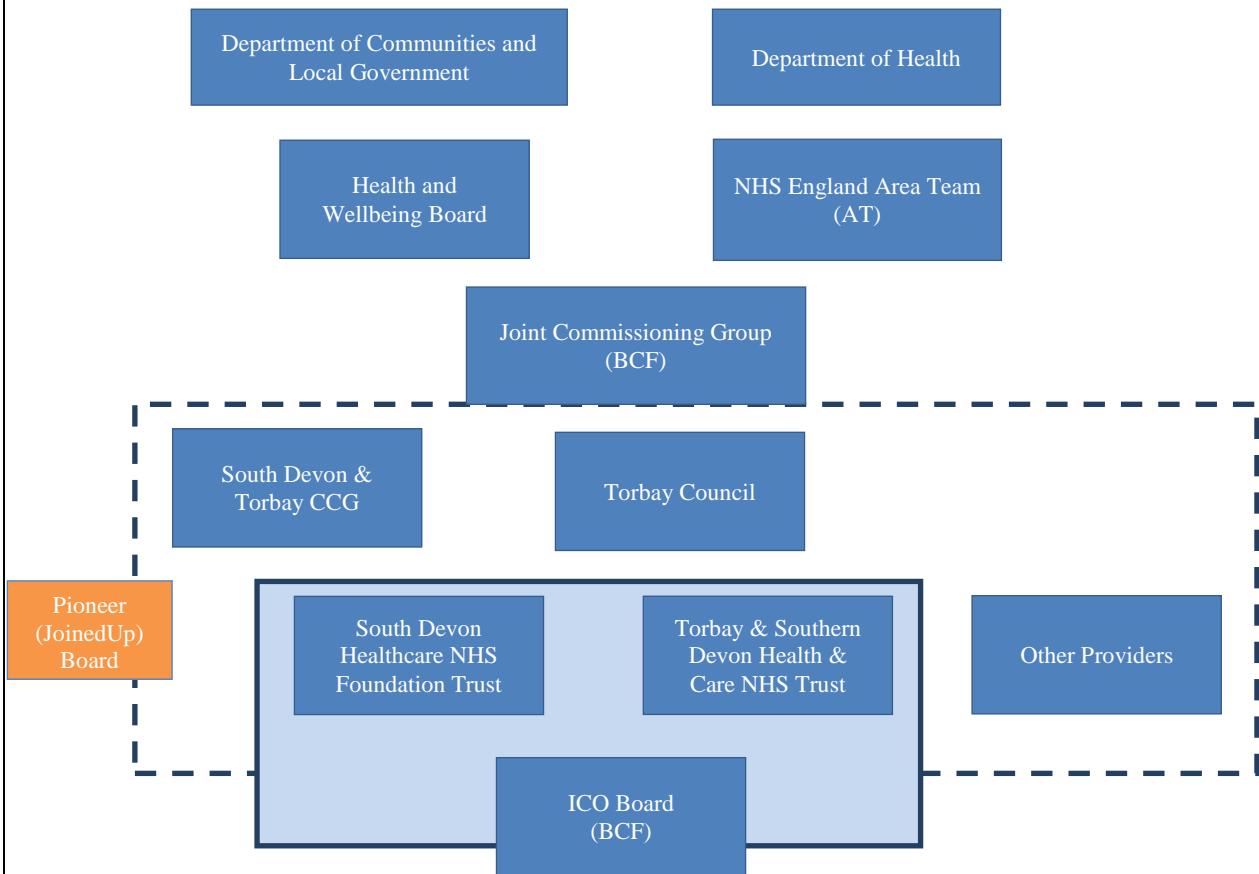 Department of Communities and
Local Government
Department of Health
Health and
Wellbeing Board
NHS England Area Team
(AT)
Joint Commissioning Group
(BCF)
South Devon &
Torbay CCG
Torbay Council
Pioneer
(JoinedUp)
Board
South Devon
Healthcare NHS
Foundation Trust
Torbay & Southern
Devon Health &
Care NHS Trust
Other Providers
ICO Board
(BCF)